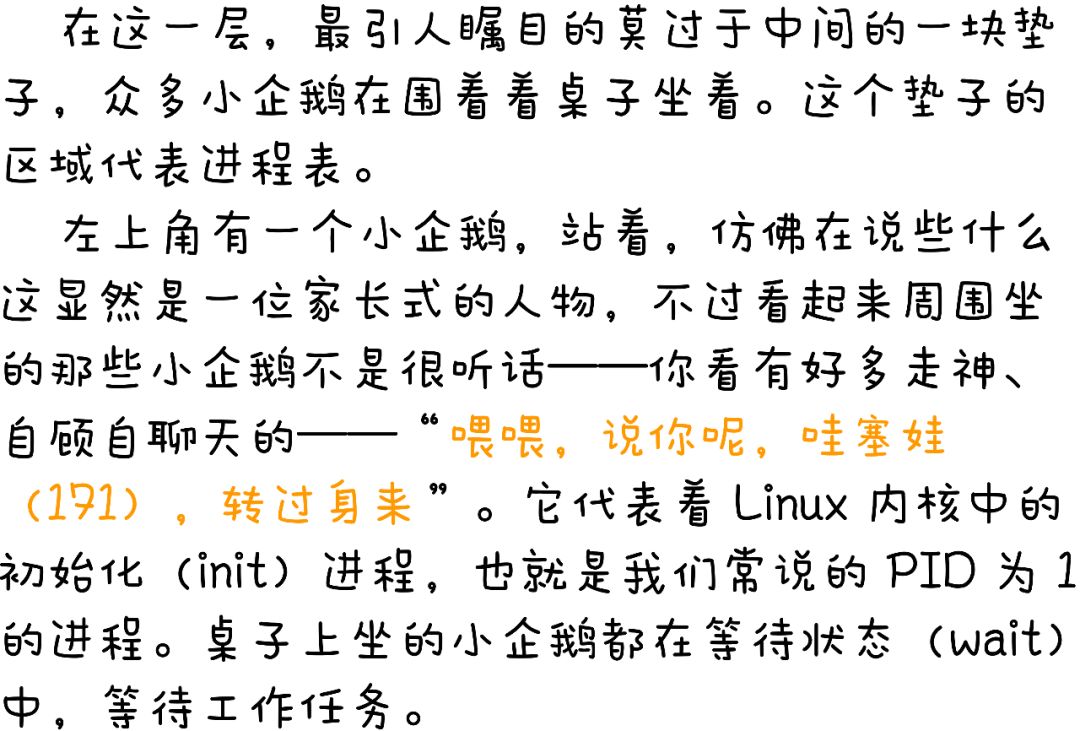 在这一层，最引人瞩目的莫过于中间的一块垫
子，众多小企鹅在围着着桌子坐着。这个垫子的
区域代表进程表。
左上角有一个小企鹅，站着，仿佛在说些什么
这显然是一位家长式的人物，不过看起来周围坐
的那些小企鹅不是很听话——你看有好多走神、
自顾自聊天的——“喂喂，说你呢，哇塞娃
（171），转过身来”。它代表着 Linux 内核中的
初始化（init）进程，也就是我们常说的 PID 为 1
的进程。桌子上坐的小企鹅都在等待状态（wait）
中，等待工作任务。